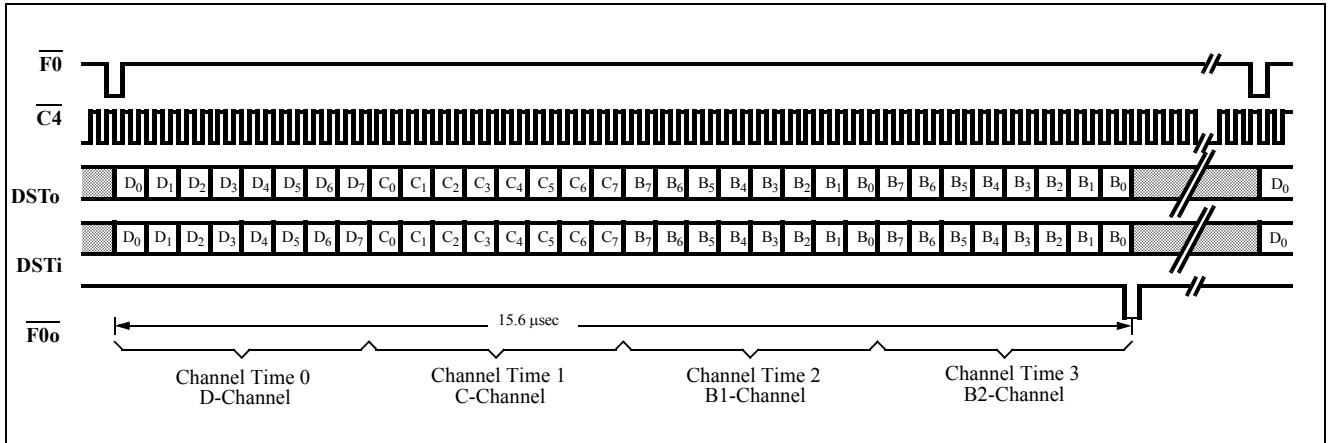 F0
C4
DSTo
D0 D1 D2 D3 D4 D5 D6 D7 C0 C1 C2 C3 C4 C5 C6 C7 B7 B6 B5 B4 B3 B2 B1 B0 B7 B6 B5 B4 B3 B2 B1 B0 D0
DSTi
D0 D1 D2 D3 D4 D5 D6 D7 C0 C1 C2 C3 C4 C5 C6 C7 B7 B6 B5 B4 B3 B2 B1 B0 B7 B6 B5 B4 B3 B2 B1 B0 D0
F0o
15.6 µsec
Channel Time 0
D-Channel
Channel Time 1
C-Channel
Channel Time 2
B1-Channel
Channel Time 3
B2-Channel